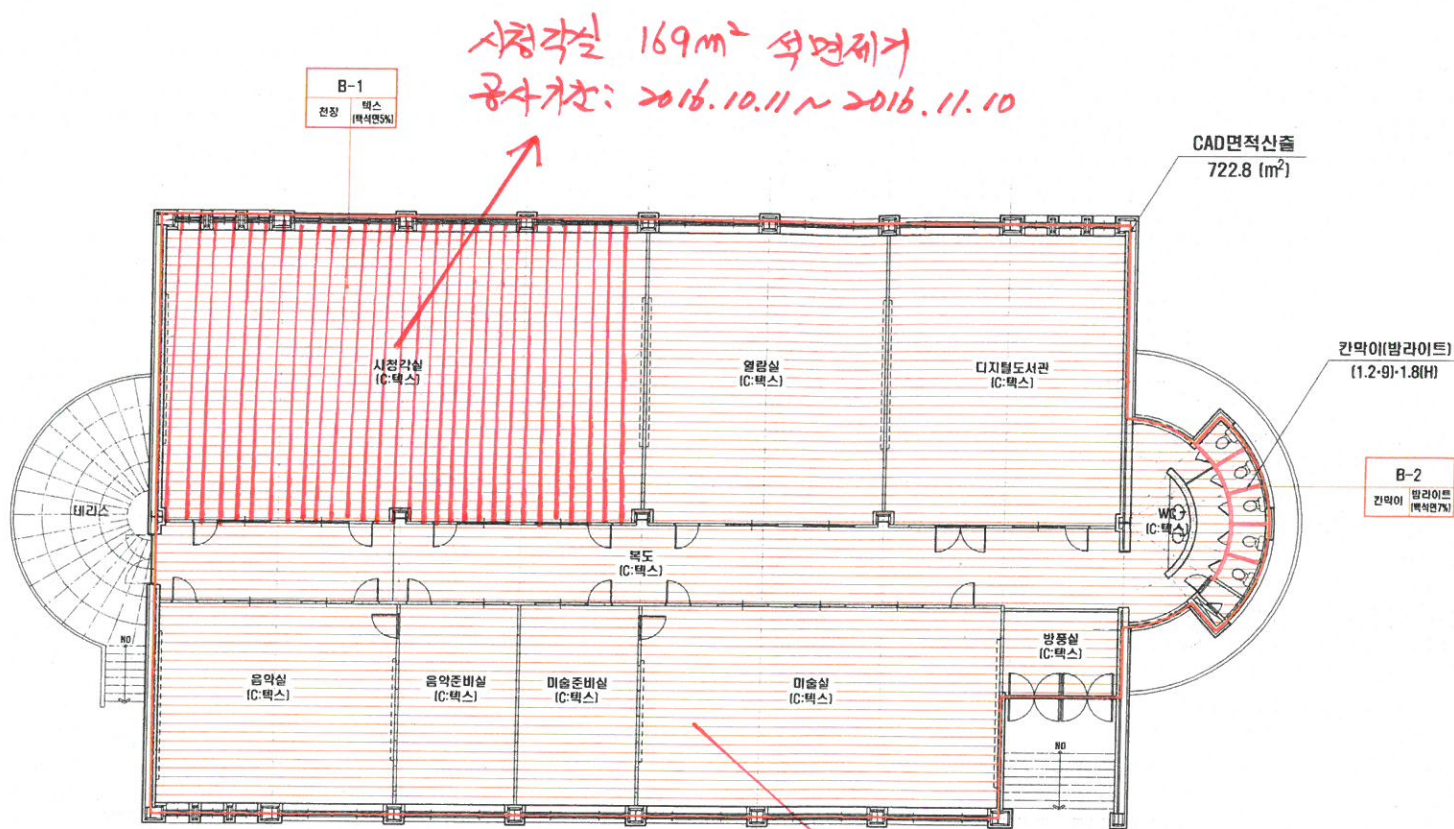 시청각실 169m² 석면제거
공사기간: 2016.10.11 ~ 2016.11.10
B-1
천장
텍스
(백석면5%)
CAD면적산출
722.8 (m²)
칸막이(밤라이트)
(1.2+9)*1.8(H)
B-2
칸막이
밤라이트
(백석면7%)
시청각실
(C:텍스)
열람실
(C:텍스)
디지털도서관
(C:텍스)
테리스
WC
(C:텍스)
복도
(C:텍스)
음악실
(C:텍스)
음악준비실
(C:텍스)
미술준비실
(C:텍스)
미술실
(C:텍스)
방풍실
(C:텍스)